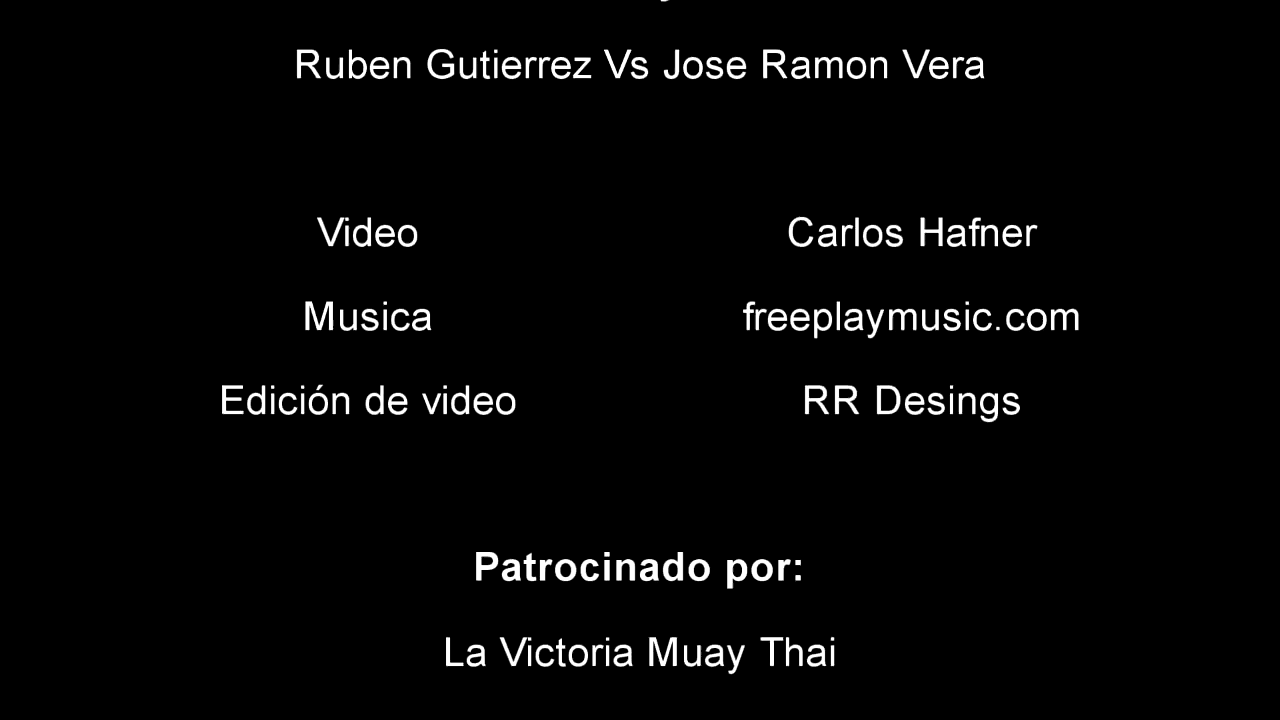 Ruben Gutierrez Vs Jose Ramon Vera
Video Carlos Hafner
Musica freeplaymusic.com
Edición de video RR Desings
Patrocinado por:
La Victoria Muay Thai